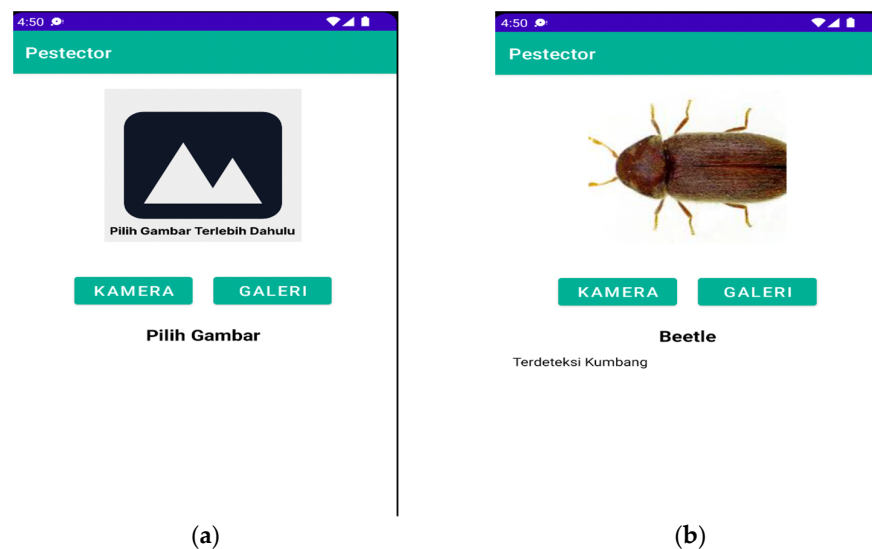 4:50
Pestector
Pilih Gambar Terlebih Dahulu
KAMERA GALERI
Pilih Gambar
(a)
4:50
Pestector
KAMERA GALERI
Beetle
Terdeteksi Kumbang
(b)